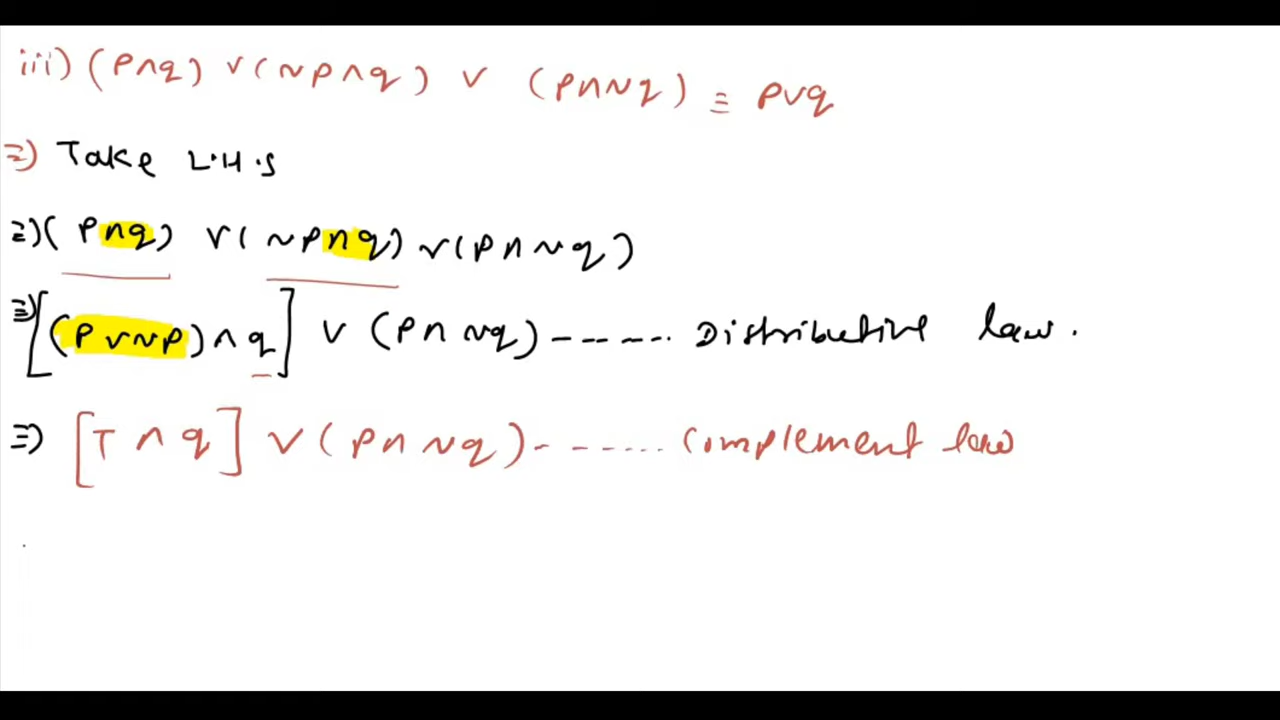 iii) (p∧q) ∨ (~p∧q) ∨ (p∧~q) ≡ p∨q
⇒) Take L.H.S
⇒) (p∧q) ∨ (~p∧q) ∨ (p∧~q)
⇒) [(p∨~p)∧q] ∨ (p∧~q) ------ Distributive law.
⇒) [T∧q] ∨ (p∧~q) ------ complement law